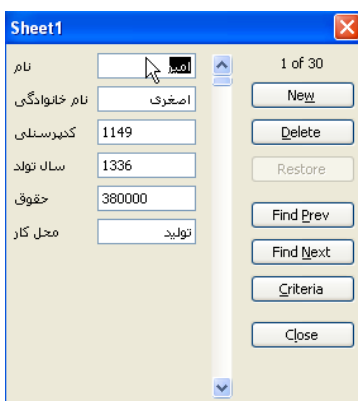 Sheet1
نام امیر
نام خانوادگی اصغری
کدپرسنلی 1149
سال تولد 1336
حقوق 380000
محل کار تولید
1 of 30
New
Delete
Restore
Find Prev
Find Next
Criteria
Close